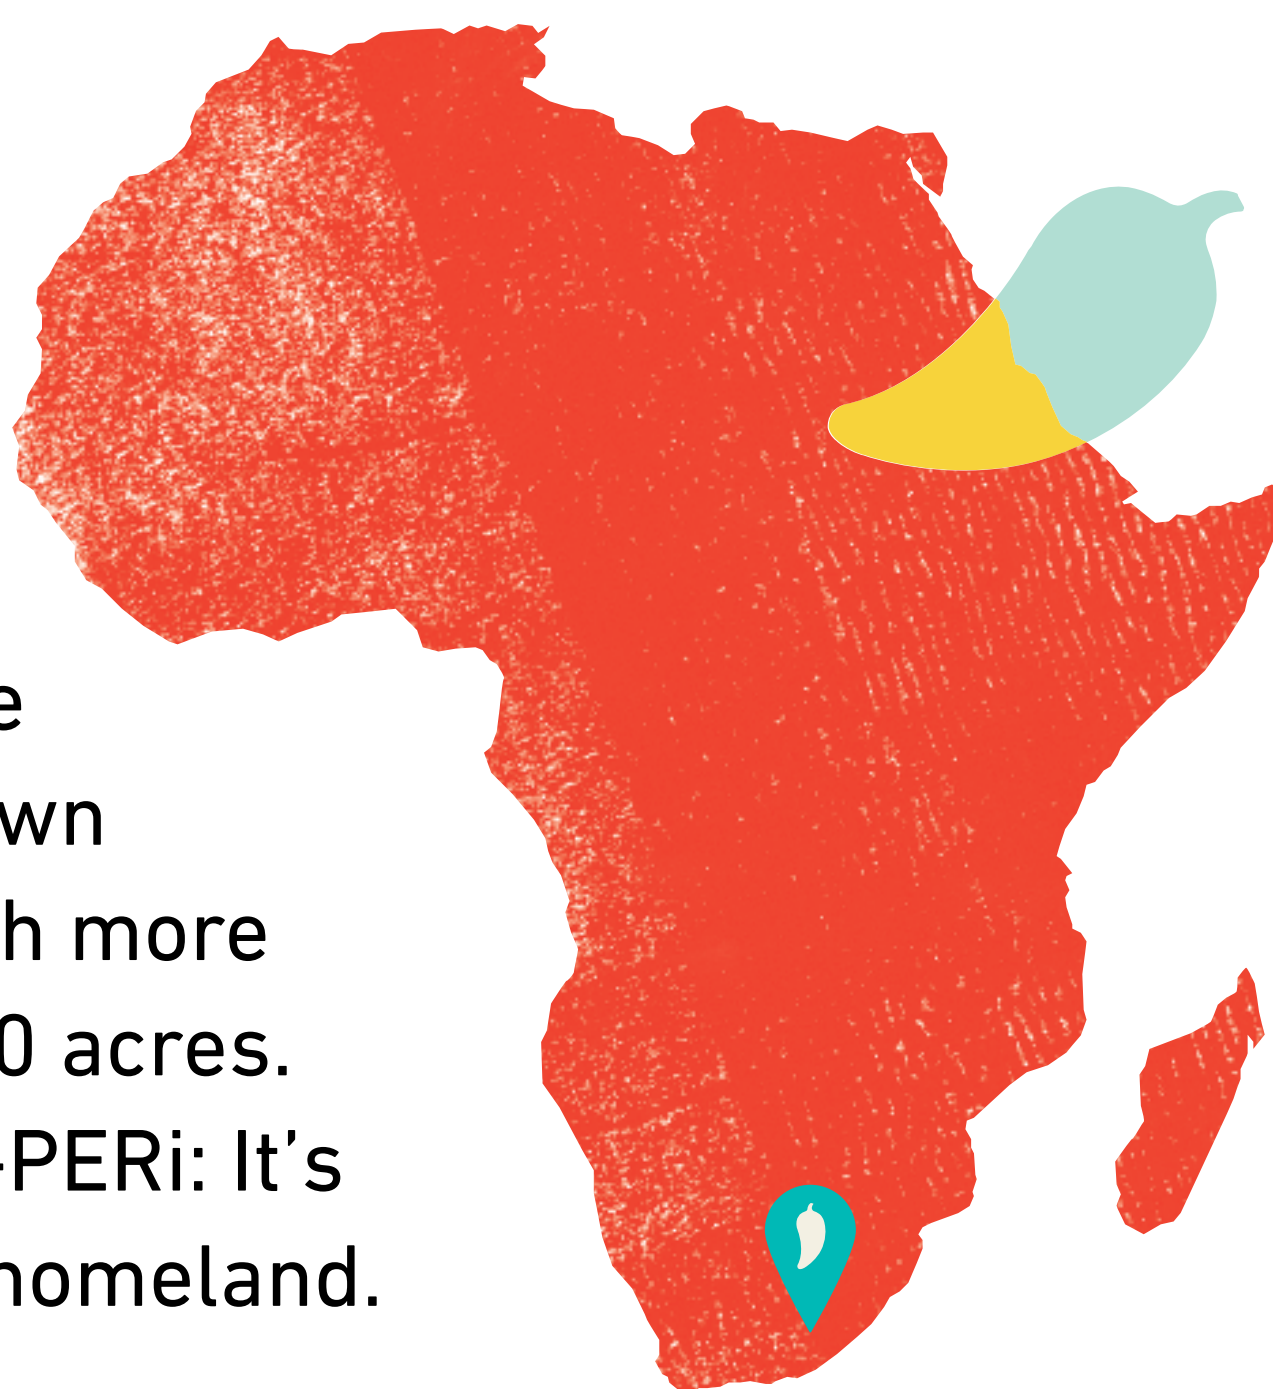 e
wn
h more
0 acres.
-PERi: It’s
homeland.